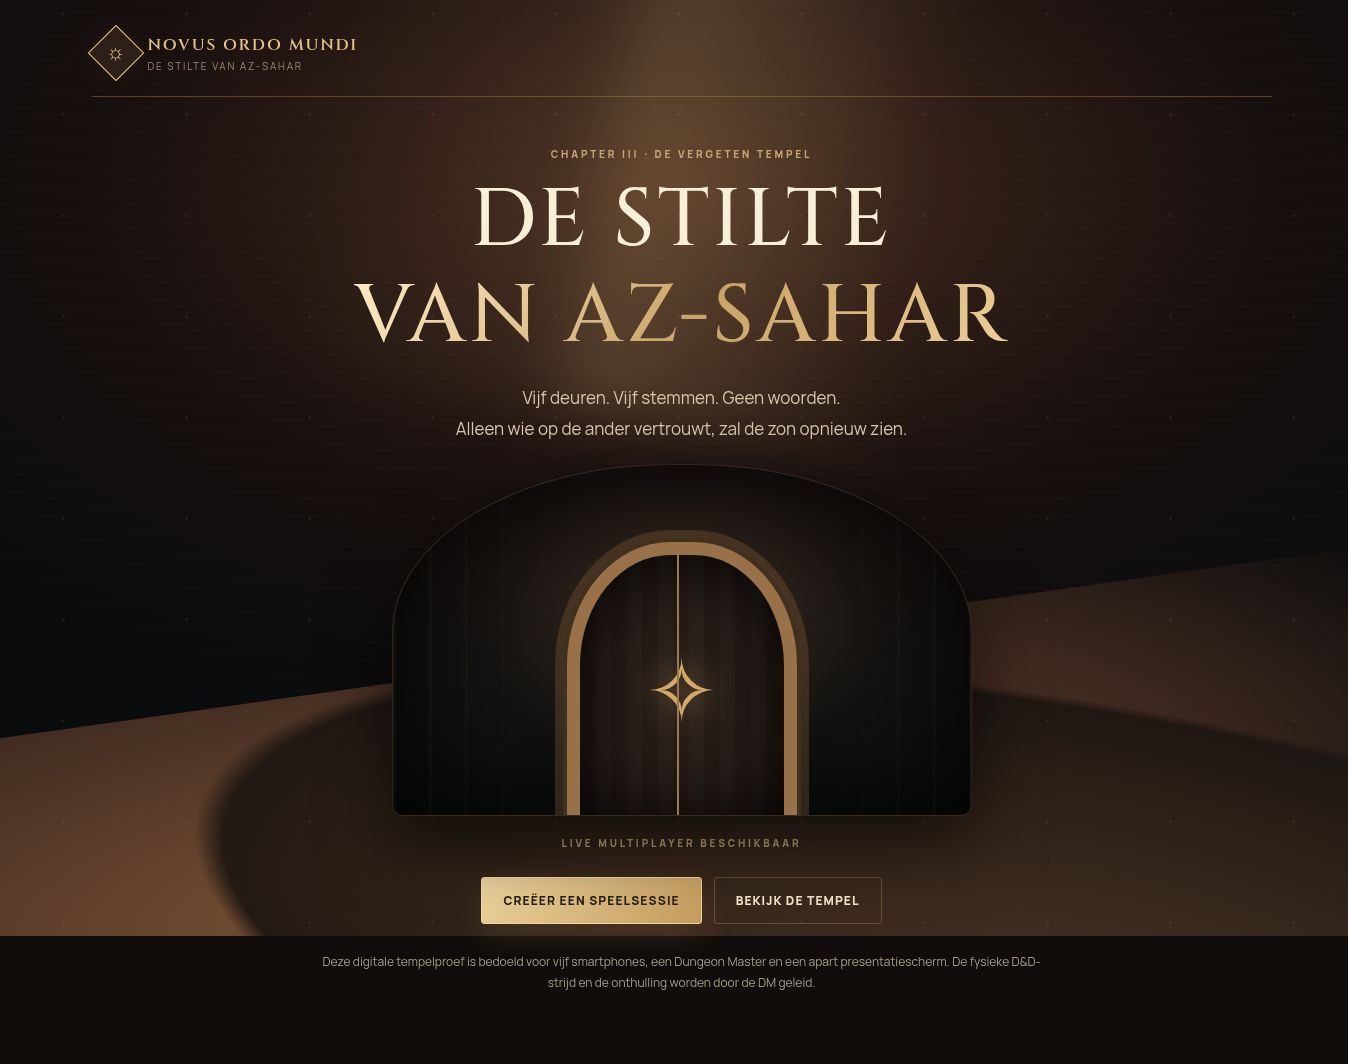 NOVUS ORDO MUNDI
DE STILTE VAN AZ-SAHAR
CHAPTER III · DE VERGETEN TEMPEL
DE STILTE
VAN AZ-SAHAR
Vijf deuren. Vijf stemmen. Geen woorden.
Alleen wie op de ander vertrouwt, zal de zon opnieuw zien.
LIVE MULTIPLAYER BESCHIKBAAR
CREËER EEN SPEELSESSIE
BEKIJK DE TEMPEL
Deze digitale tempelproef is bedoeld voor vijf smartphones, een Dungeon Master en een apart presentatiescherm. De fysieke D&D-
strijd en de onthulling worden door de DM geleid.